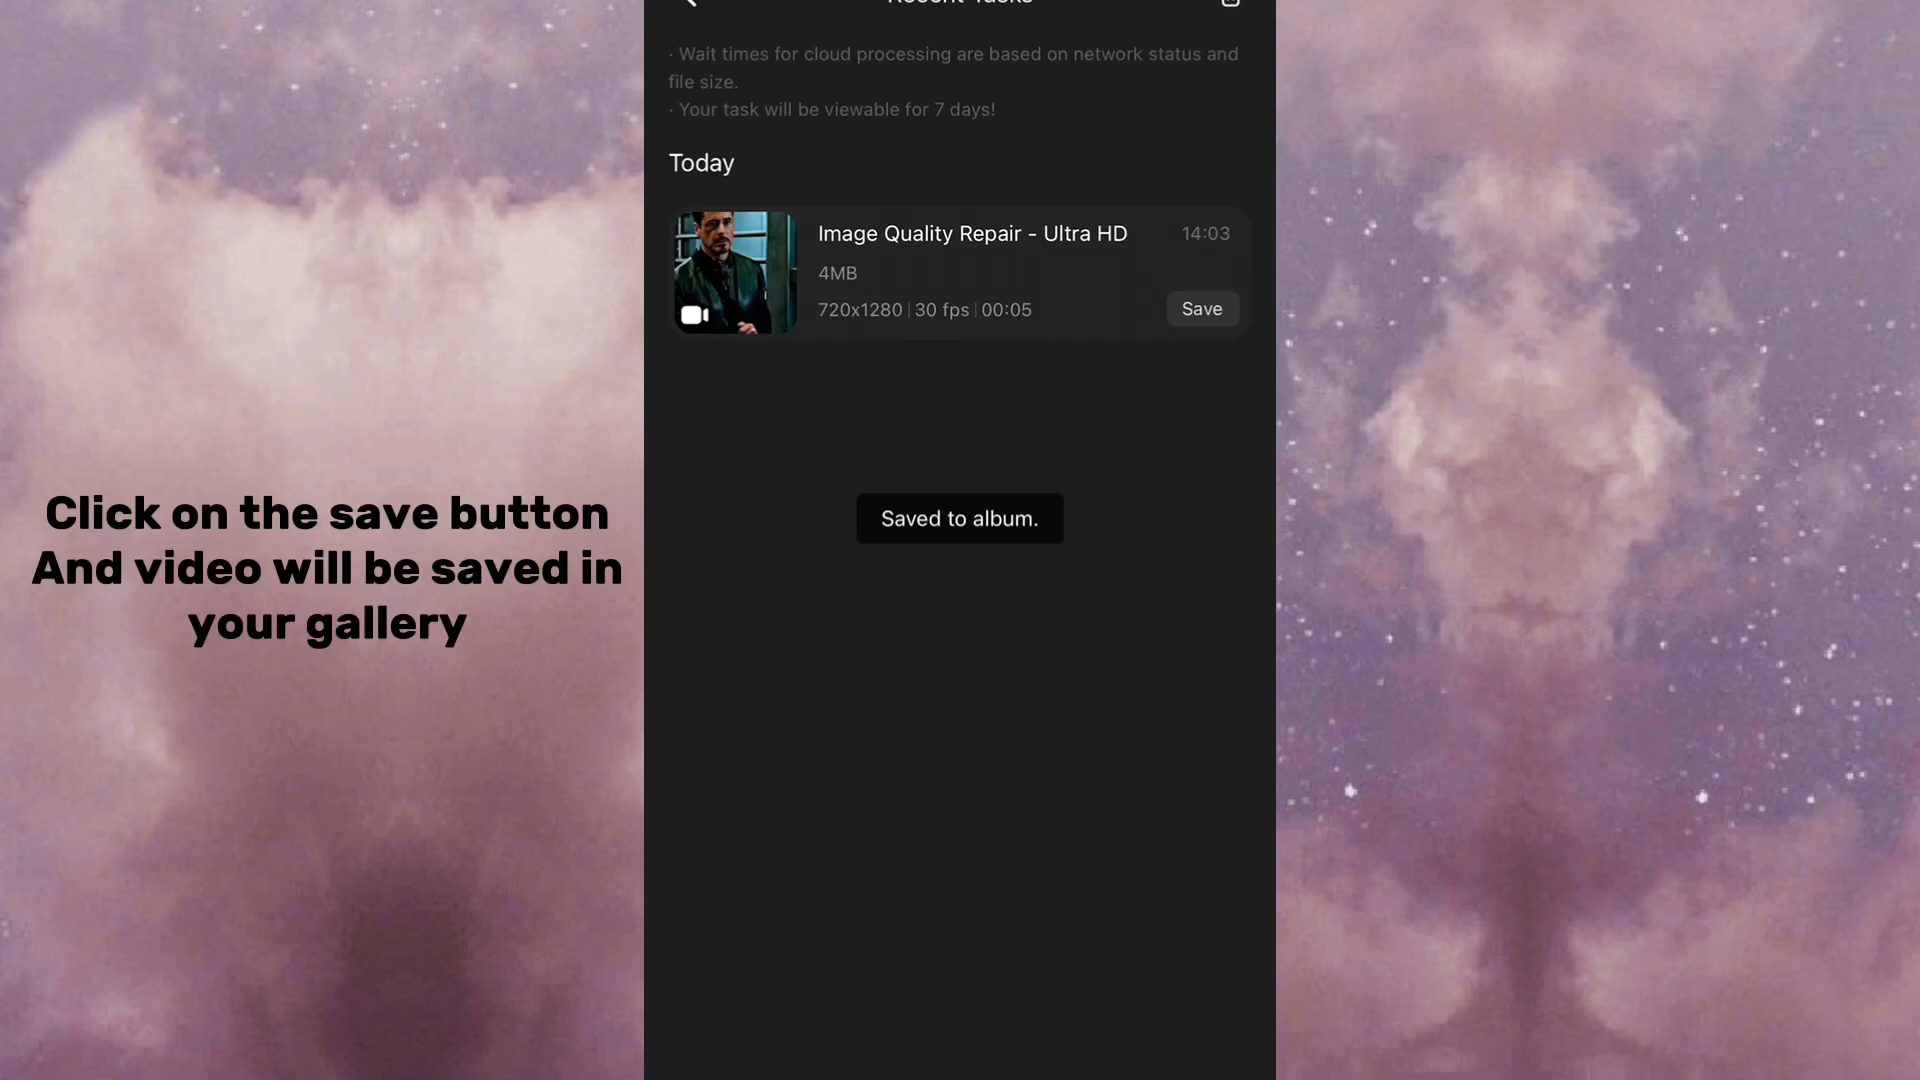 Recent Tasks
· Wait times for cloud processing are based on network status and
file size.
· Your task will be viewable for 7 days!
Today
Image Quality Repair - Ultra HD 14:03
4MB
720x1280 | 30 fps | 00:05 Save
Saved to album.
Click on the save button
And video will be saved in
your gallery